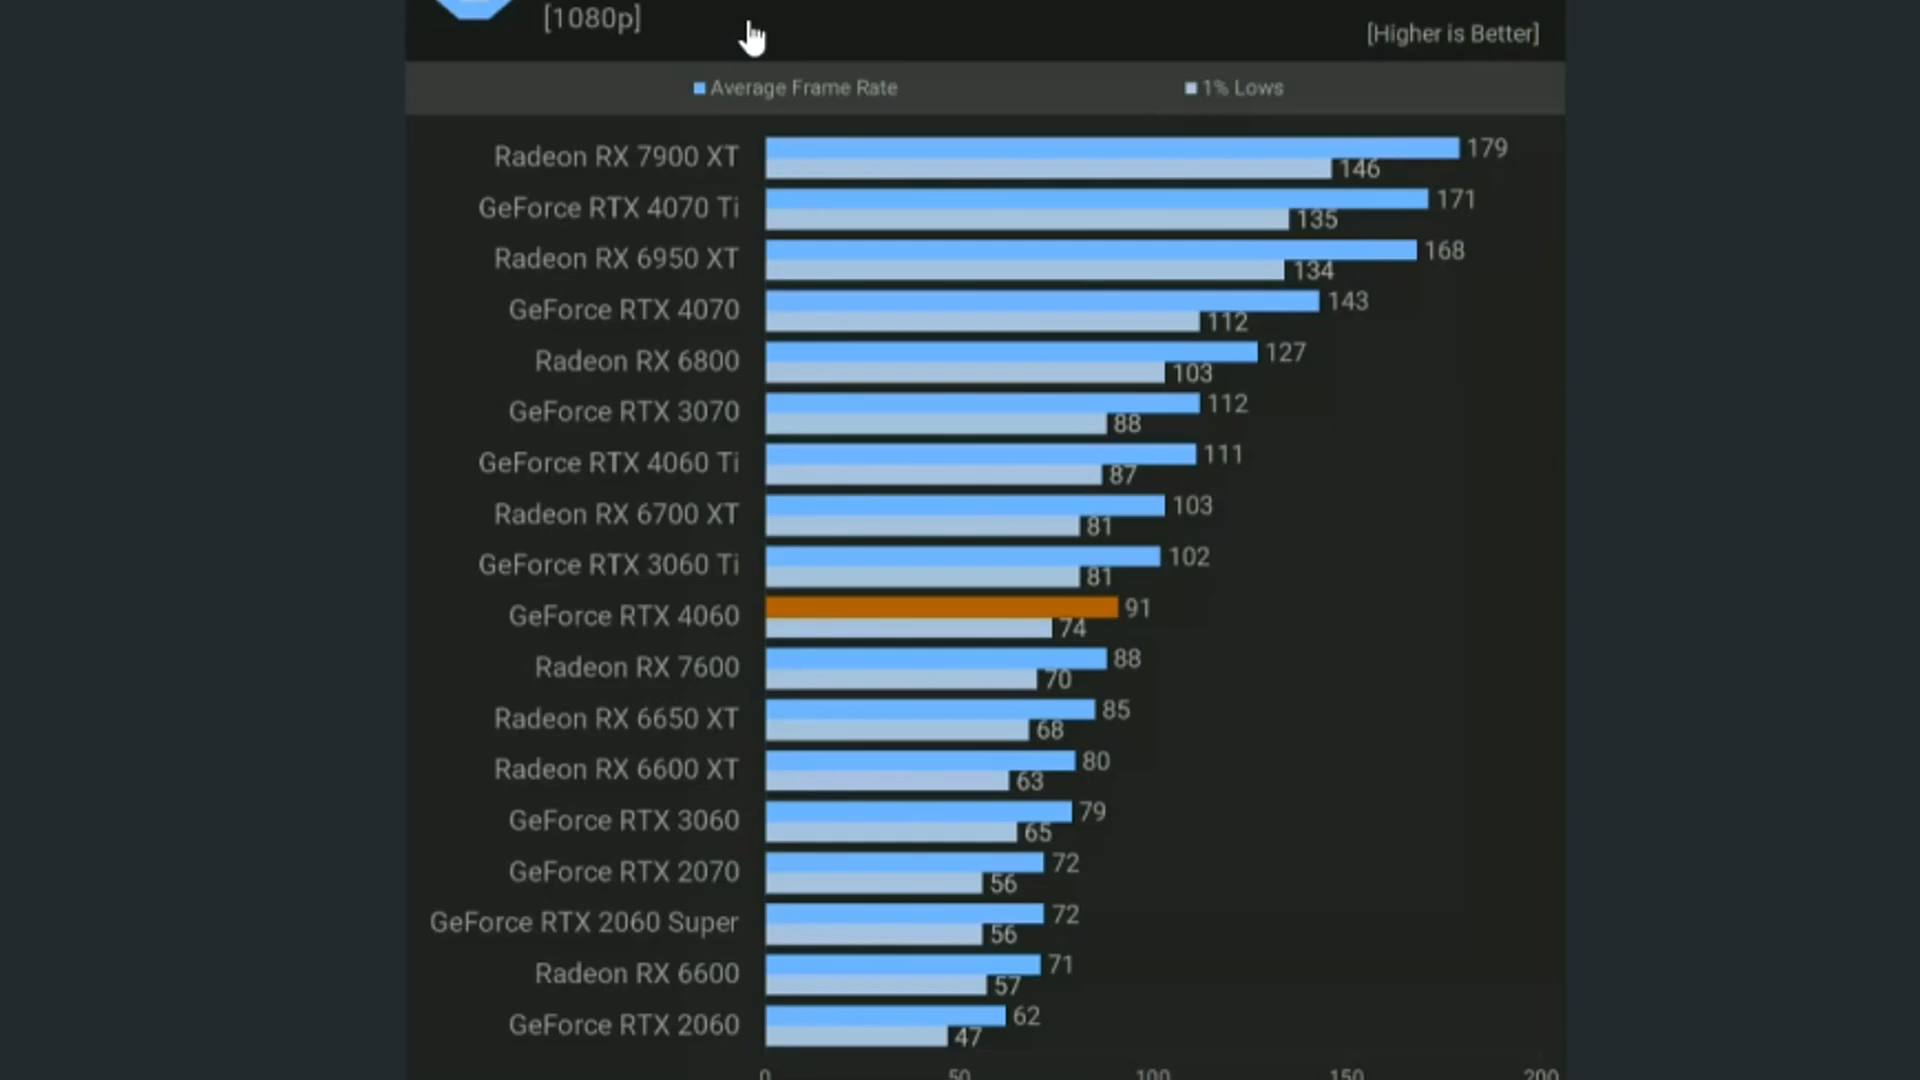 [1080p]
[Higher is Better]
Average Frame Rate 1% Lows
Radeon RX 7900 XT 179
146
GeForce RTX 4070 Ti 171
135
Radeon RX 6950 XT 168
134
GeForce RTX 4070 143
112
Radeon RX 6800 127
103
GeForce RTX 3070 112
88
GeForce RTX 4060 Ti 111
87
Radeon RX 6700 XT 103
81
GeForce RTX 3060 Ti 102
81
GeForce RTX 4060 91
74
Radeon RX 7600 88
70
Radeon RX 6650 XT 85
68
Radeon RX 6600 XT 80
63
GeForce RTX 3060 79
65
GeForce RTX 2070 72
56
GeForce RTX 2060 Super 72
56
Radeon RX 6600 71
57
GeForce RTX 2060 62
47
0 50 100 150 200